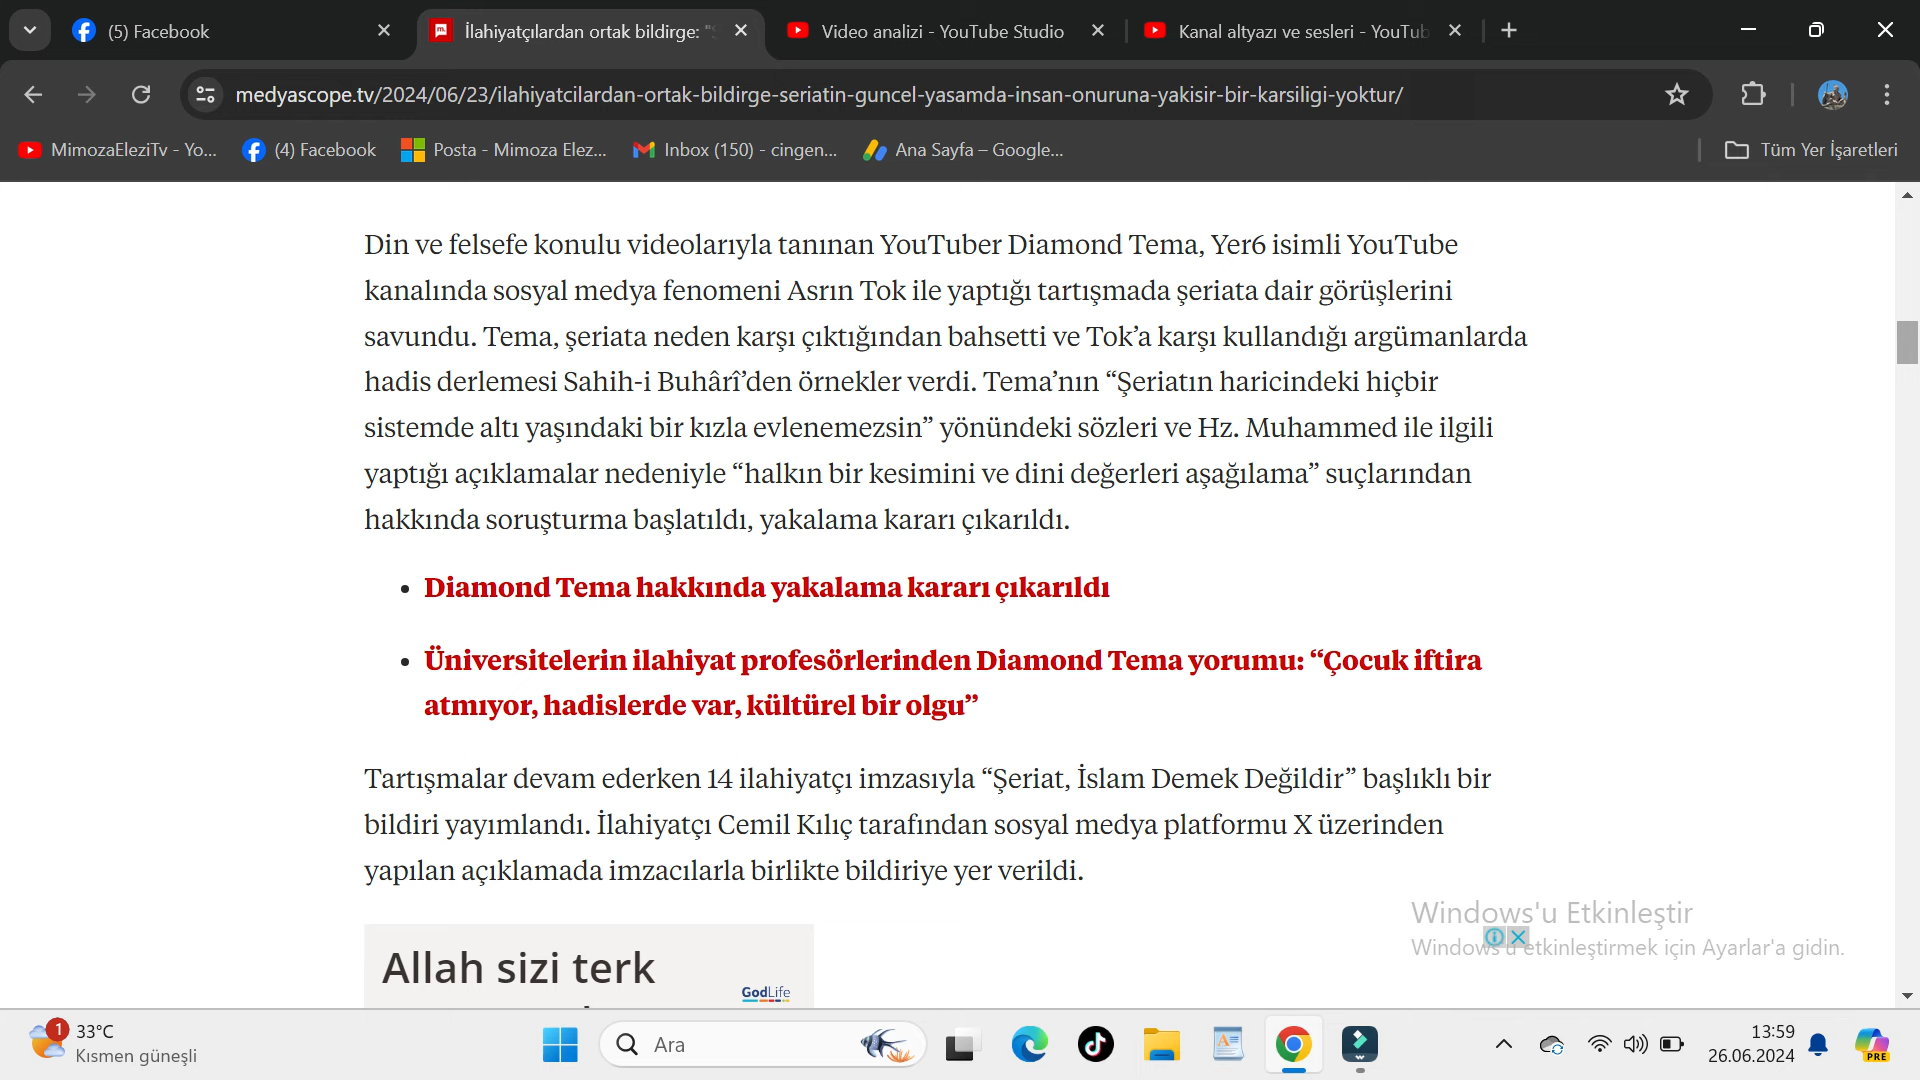 (5) Facebook
İlahiyatçılardan ortak bildirge: "Ş
Video analizi - YouTube Studio
Kanal altyazı ve sesleri - YouTub
medyascope.tv/2024/06/23/ilahiyatcilardan-ortak-bildirge-seriatin-guncel-yasamda-insan-onuruna-yakisir-bir-karsiligi-yoktur/
MimozaEleziTv - Yo...
(4) Facebook
Posta - Mimoza Elez...
Inbox (150) - cingen...
Ana Sayfa – Google...
Tüm Yer İşaretleri
Din ve felsefe konulu videolarıyla tanınan YouTuber Diamond Tema, Yer6 isimli YouTube
kanalında sosyal medya fenomeni Asrın Tok ile yaptığı tartışmada şeriata dair görüşlerini
savundu. Tema, şeriata neden karşı çıktığından bahsetti ve Tok’a karşı kullandığı argümanlarda
hadis derlemesi Sahih-i Buhârî’den örnekler verdi. Tema’nın “Şeriatın haricindeki hiçbir
sistemde altı yaşındaki bir kızla evlenemezsin” yönündeki sözleri ve Hz. Muhammed ile ilgili
yaptığı açıklamalar nedeniyle “halkın bir kesimini ve dini değerleri aşağılama” suçlarından
hakkında soruşturma başlatıldı, yakalama kararı çıkarıldı.
• Diamond Tema hakkında yakalama kararı çıkarıldı
• Üniversitelerin ilahiyat profesörlerinden Diamond Tema yorumu: “Çocuk iftira
atmıyor, hadislerde var, kültürel bir olgu”
Tartışmalar devam ederken 14 ilahiyatçı imzasıyla “Şeriat, İslam Demek Değildir” başlıklı bir
bildiri yayımlandı. İlahiyatçı Cemil Kılıç tarafından sosyal medya platformu X üzerinden
yapılan açıklamada imzacılarla birlikte bildiriye yer verildi.
Windows'u Etkinleştir
Windows'u etkinleştirmek için Ayarlar'a gidin.
Allah sizi terk
GodLife
1
33°C
Kısmen güneşli
Ara
PRE
13:59
26.06.2024